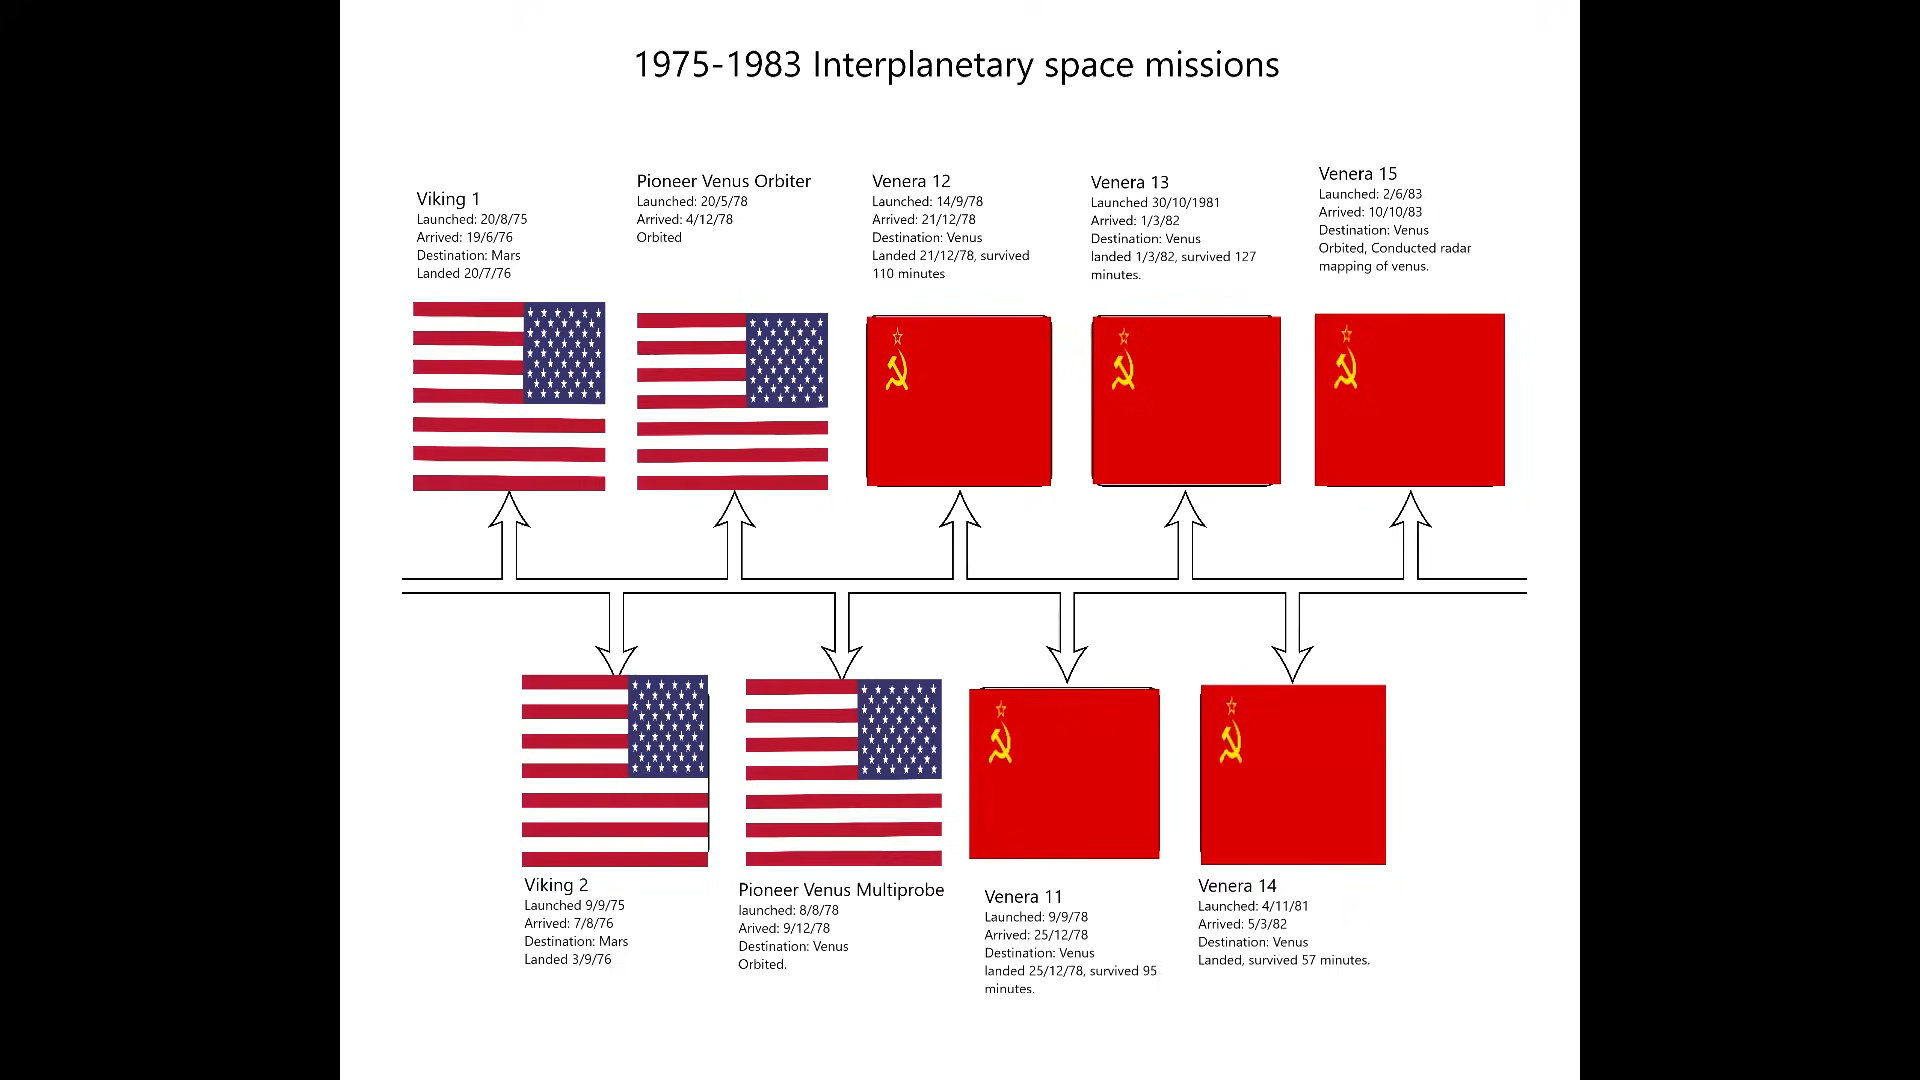 1975-1983 Interplanetary space missions
Viking 1
Launched: 20/8/75
Arrived: 19/6/76
Destination: Mars
Landed 20/7/76
Pioneer Venus Orbiter
Launched: 20/5/78
Arrived: 4/12/78
Orbited
Venera 12
Launched: 14/9/78
Arrived: 21/12/78
Destination: Venus
Landed 21/12/78, survived
110 minutes
Venera 13
Launched 30/10/1981
Arrived: 1/3/82
Destination: Venus
landed 1/3/82, survived 127
minutes.
Venera 15
Launched: 2/6/83
Arrived: 10/10/83
Destination: Venus
Orbited, Conducted radar
mapping of venus.
Viking 2
Launched 9/9/75
Arrived: 7/8/76
Destination: Mars
Landed 3/9/76
Pioneer Venus Multiprobe
launched: 8/8/78
Arived: 9/12/78
Destination: Venus
Orbited.
Venera 11
Launched: 9/9/78
Arrived: 25/12/78
Destination: Venus
landed 25/12/78, survived 95
minutes.
Venera 14
Launched: 4/11/81
Arrived: 5/3/82
Destination: Venus
Landed, survived 57 minutes.